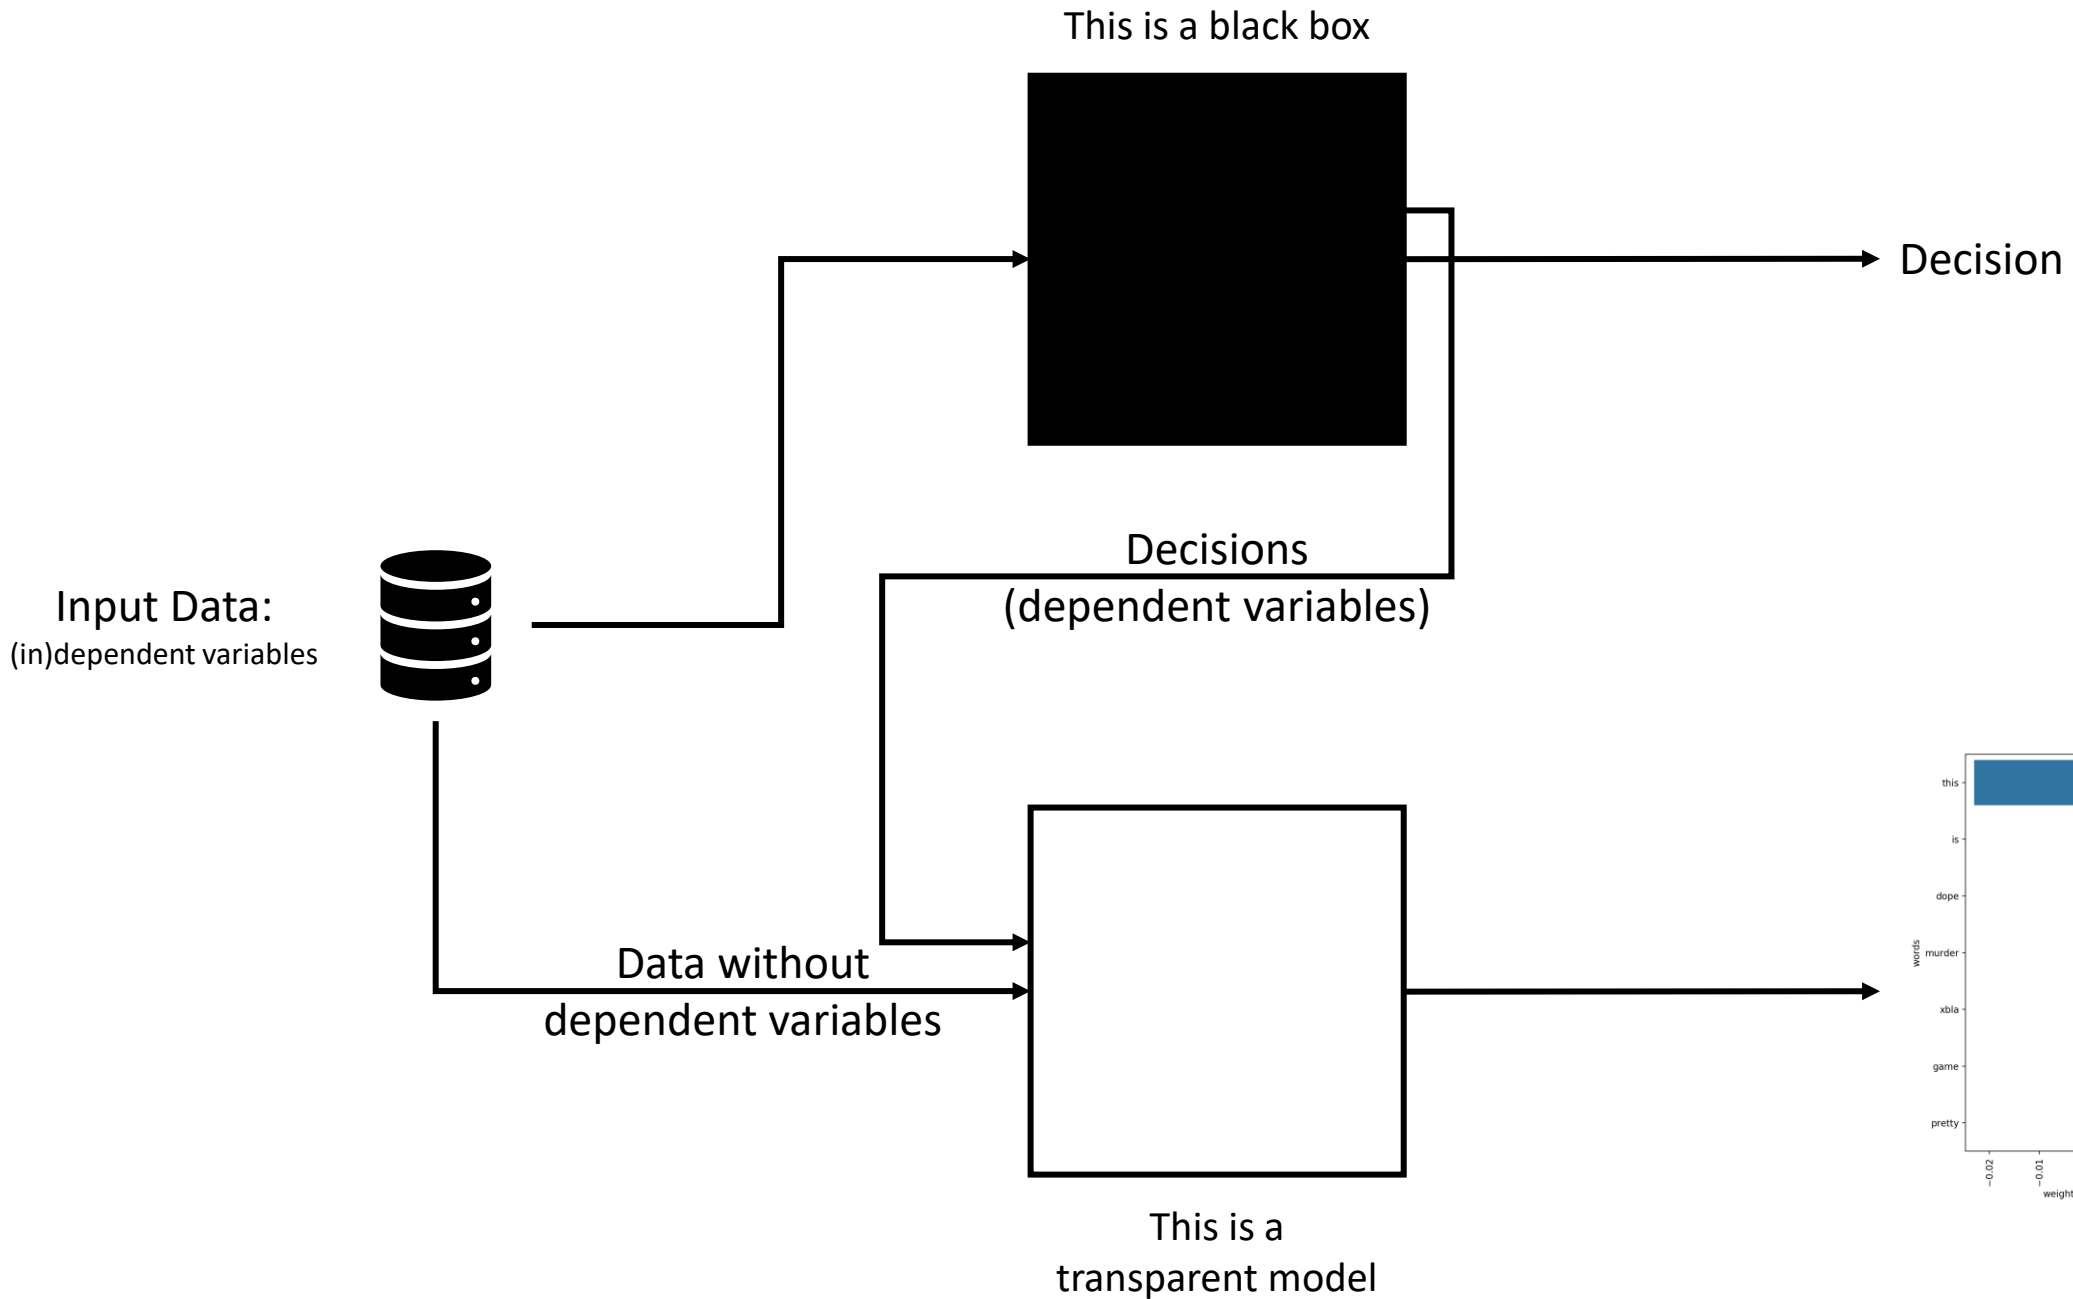 This is a black box
Decision
Decisions
(dependent variables)
Input Data:
(in)dependent variables
Data without
dependent variables
This is a
transparent model
words
this
is
dope
murder
xbla
game
pretty
−0.02
−0.01
weight